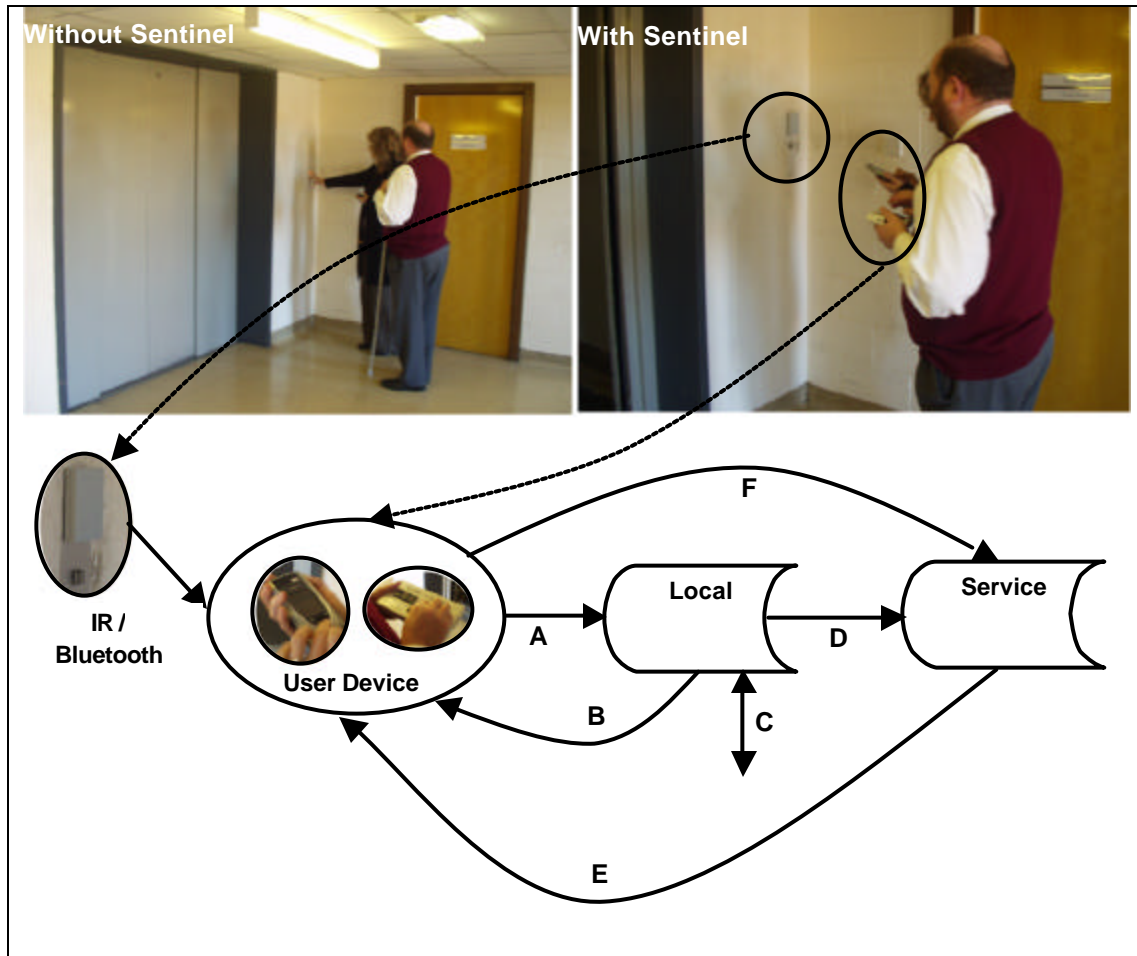 Without Sentinel
With Sentinel
F
Local
Service
A
D
IR /
Bluetooth
User Device
B
C
E